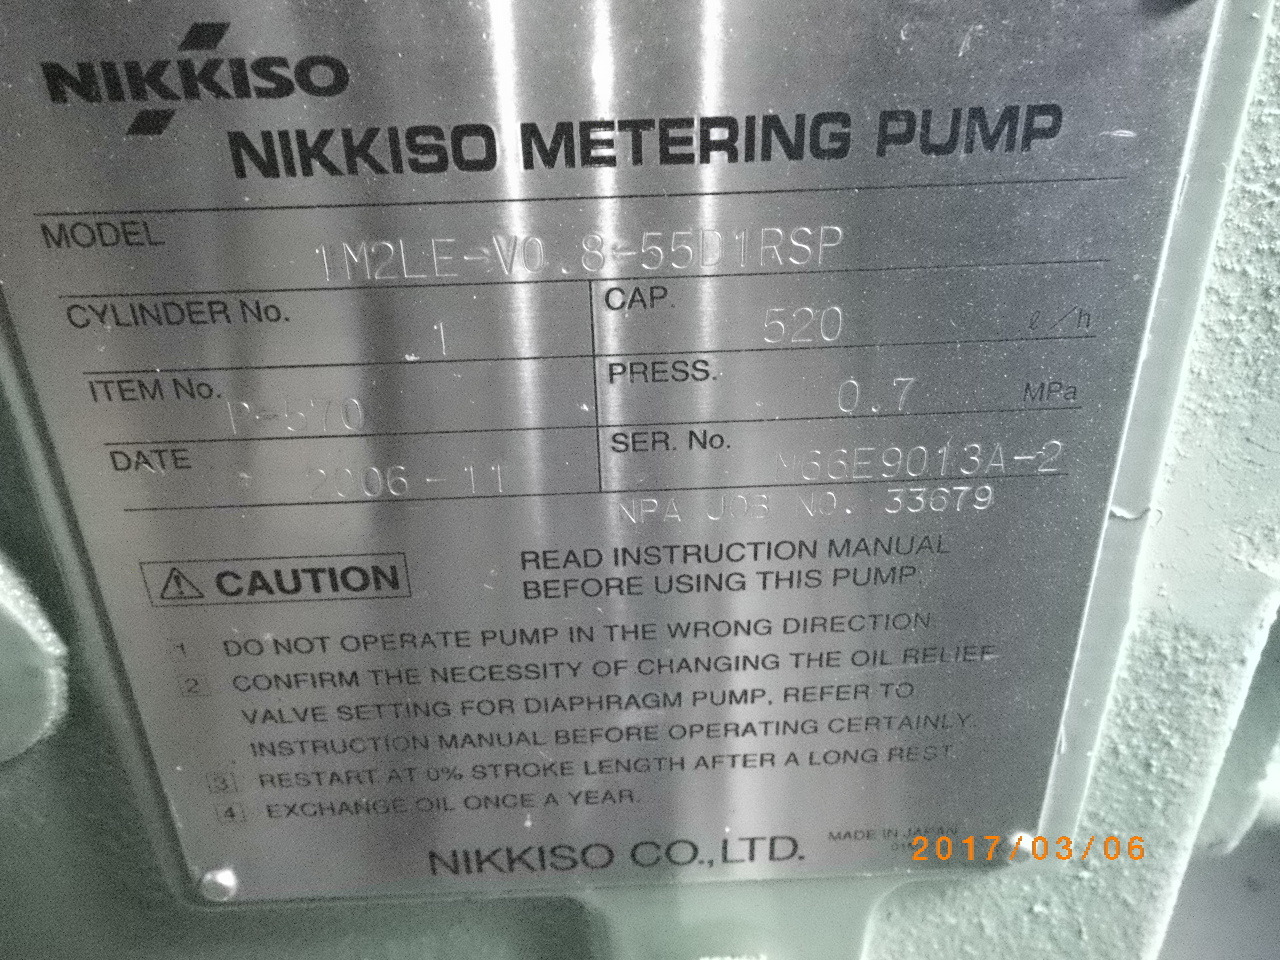 NIKKISO
NIKKISO METERING PUMP
MODEL 1M2LE-V0.8-55D1RSP
CYLINDER No. 1 CAP. 520 ℓ/h
ITEM No. P-570 PRESS. 0.7 MPa
DATE 2006-11 SER. No. M66E9013A-2
NPA JOB NO. 33679
⚠ CAUTION READ INSTRUCTION MANUAL
BEFORE USING THIS PUMP.
1 DO NOT OPERATE PUMP IN THE WRONG DIRECTION.
2 CONFIRM THE NECESSITY OF CHANGING THE OIL RELIEF
VALVE SETTING FOR DIAPHRAGM PUMP, REFER TO
INSTRUCTION MANUAL BEFORE OPERATING CERTAINLY.
3 RESTART AT 0% STROKE LENGTH AFTER A LONG REST.
4 EXCHANGE OIL ONCE A YEAR.
NIKKISO CO.,LTD. MADE IN JAPAN
2017/03/06